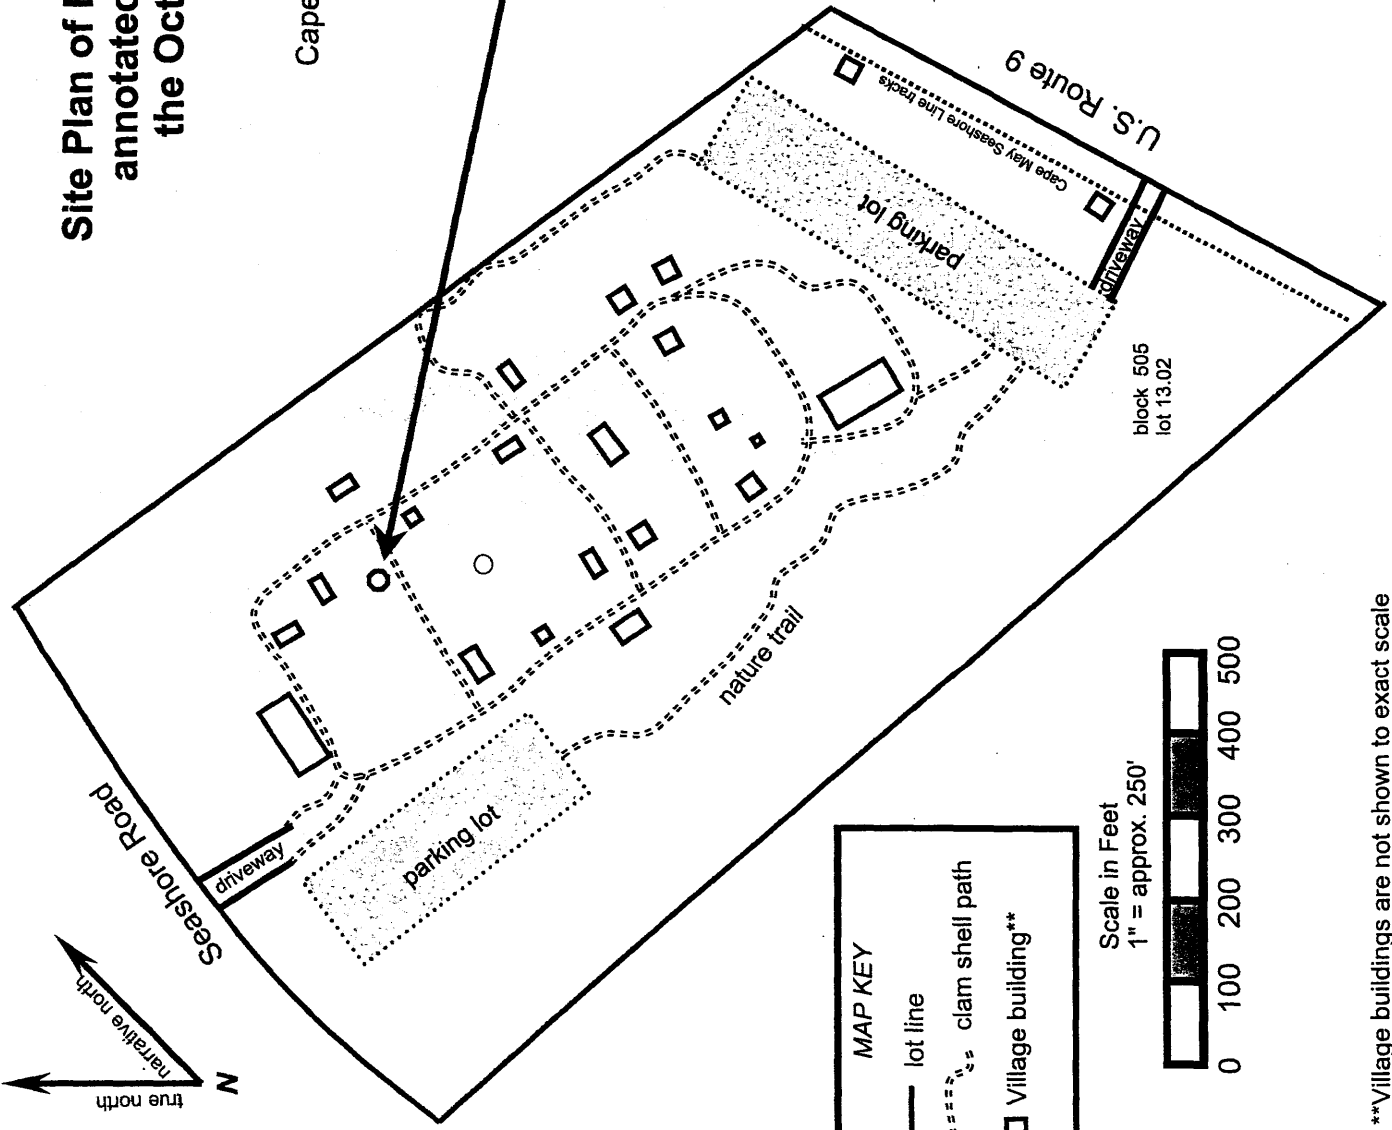 Site Plan of
annotated
the Oct
Cape
U.S. Route 9
Cape May Seashore Line tracks
parking lot
driveway
block 505
lot 13.02
nature trail
parking lot
driveway
Seashore Road
narrative north
true north
N
MAP KEY
lot line
clam shell path
Village building**
Scale in Feet
1" = approx. 250'
0 100 200 300 400 500
**Village buildings are not shown to exact scale